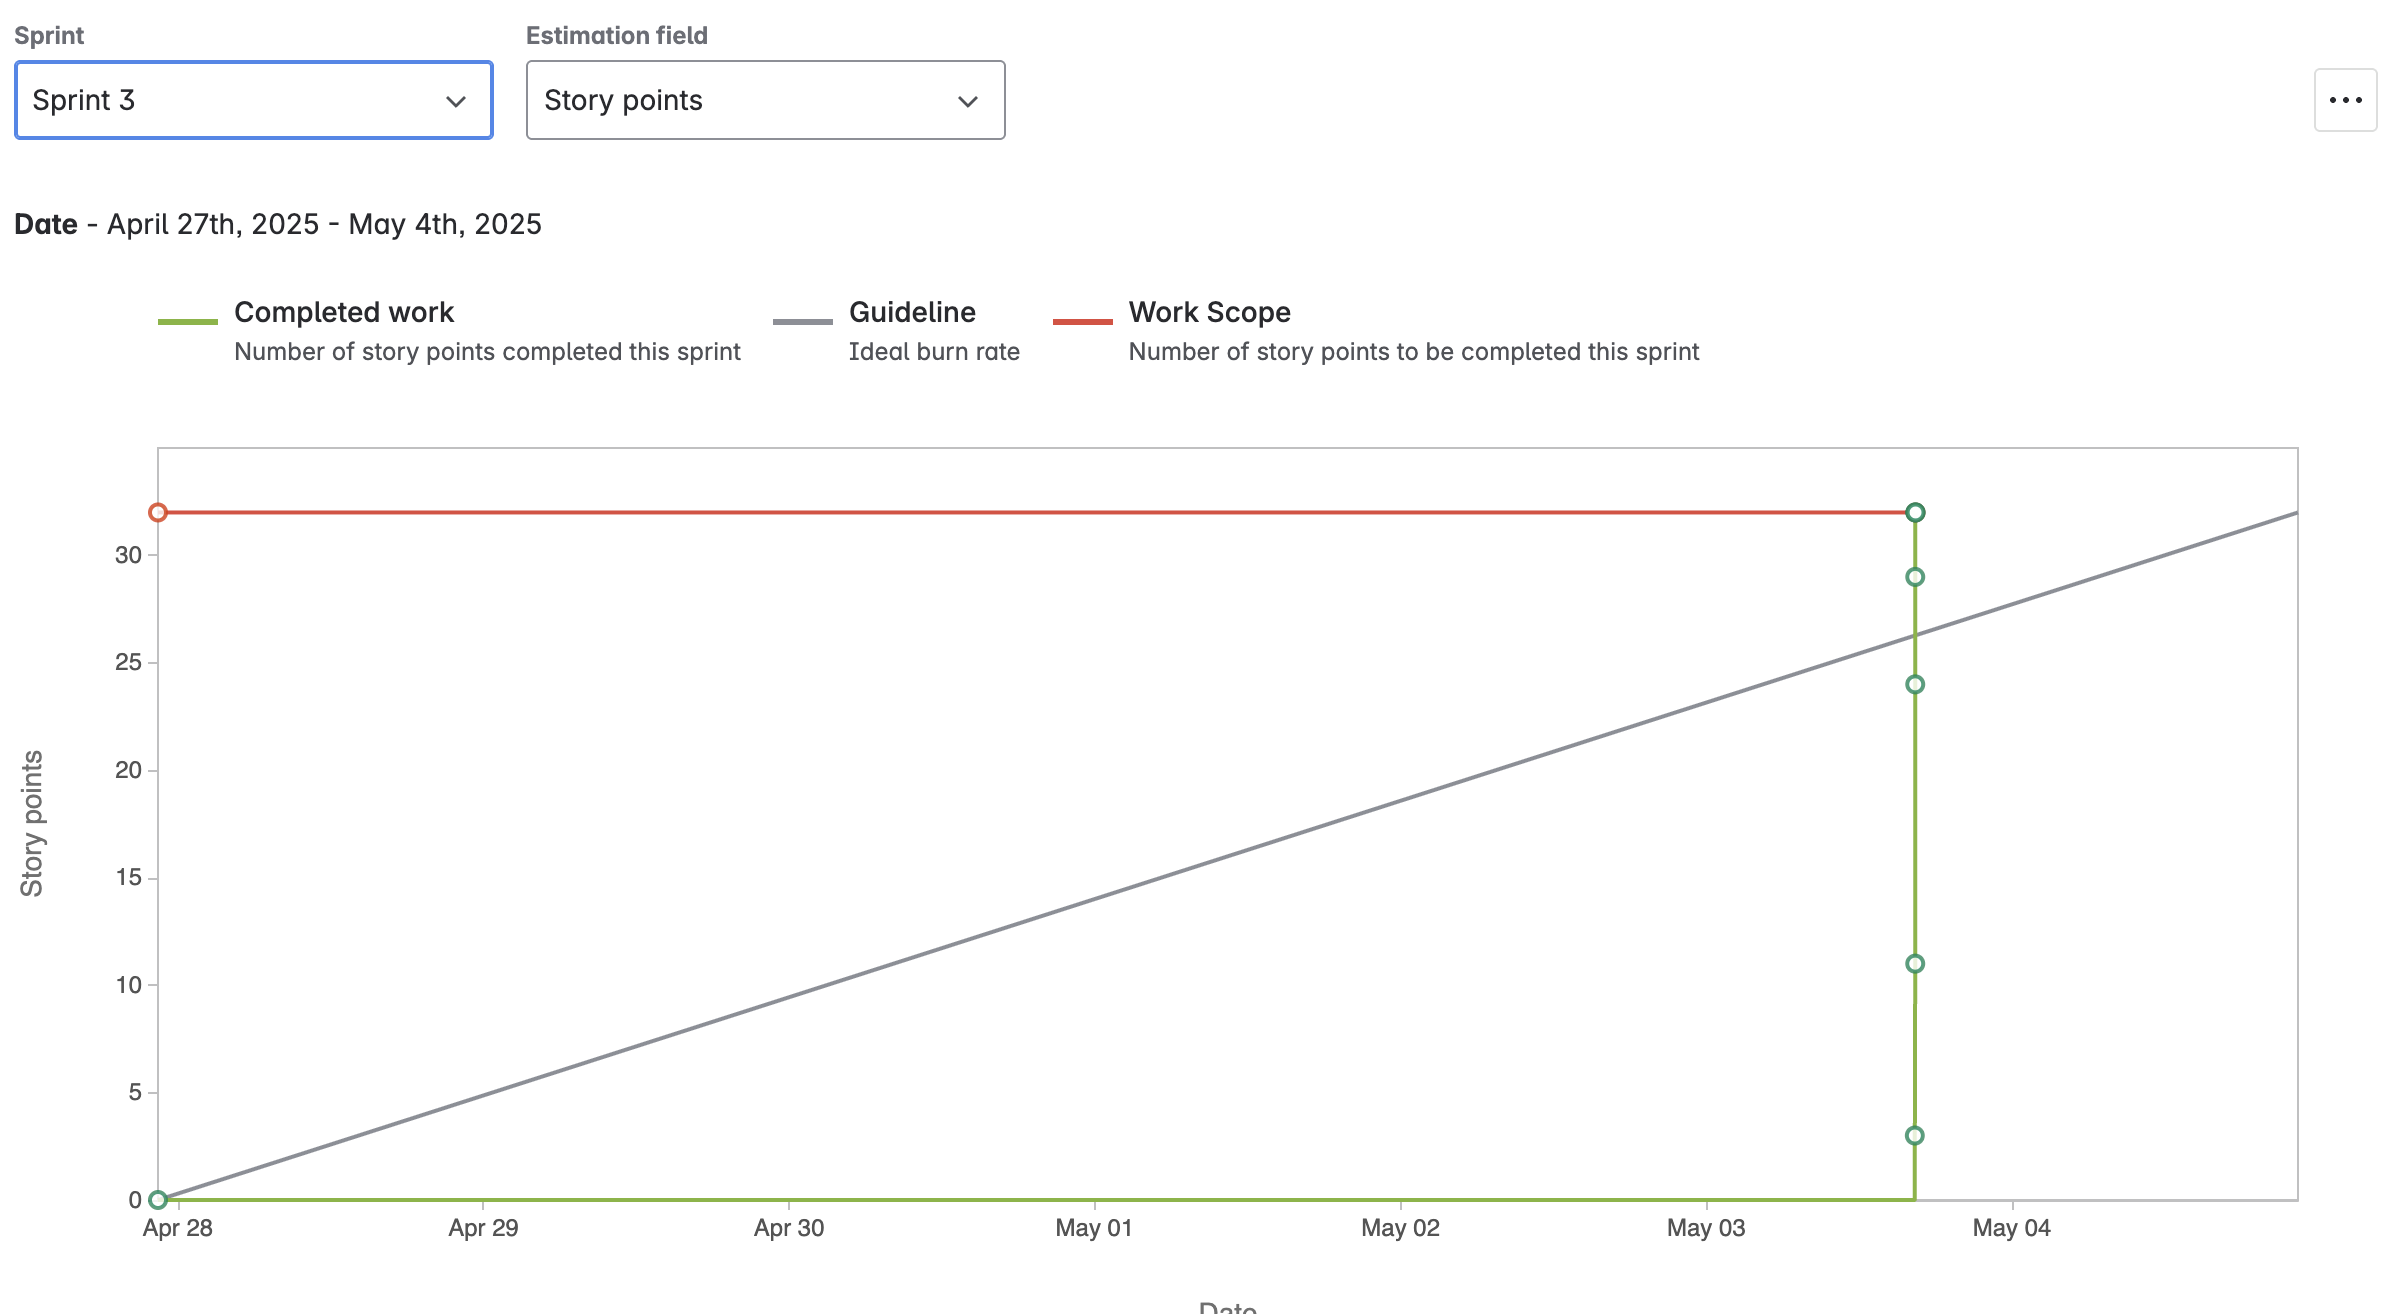 Sprint
Estimation field
Sprint 3
Story points
Date - April 27th, 2025 - May 4th, 2025
Completed work
Number of story points completed this sprint
Guideline
Ideal burn rate
Work Scope
Number of story points to be completed this sprint
Story points
30
25
20
15
10
5
0
Apr 28
Apr 29
Apr 30
May 01
May 02
May 03
May 04
Date